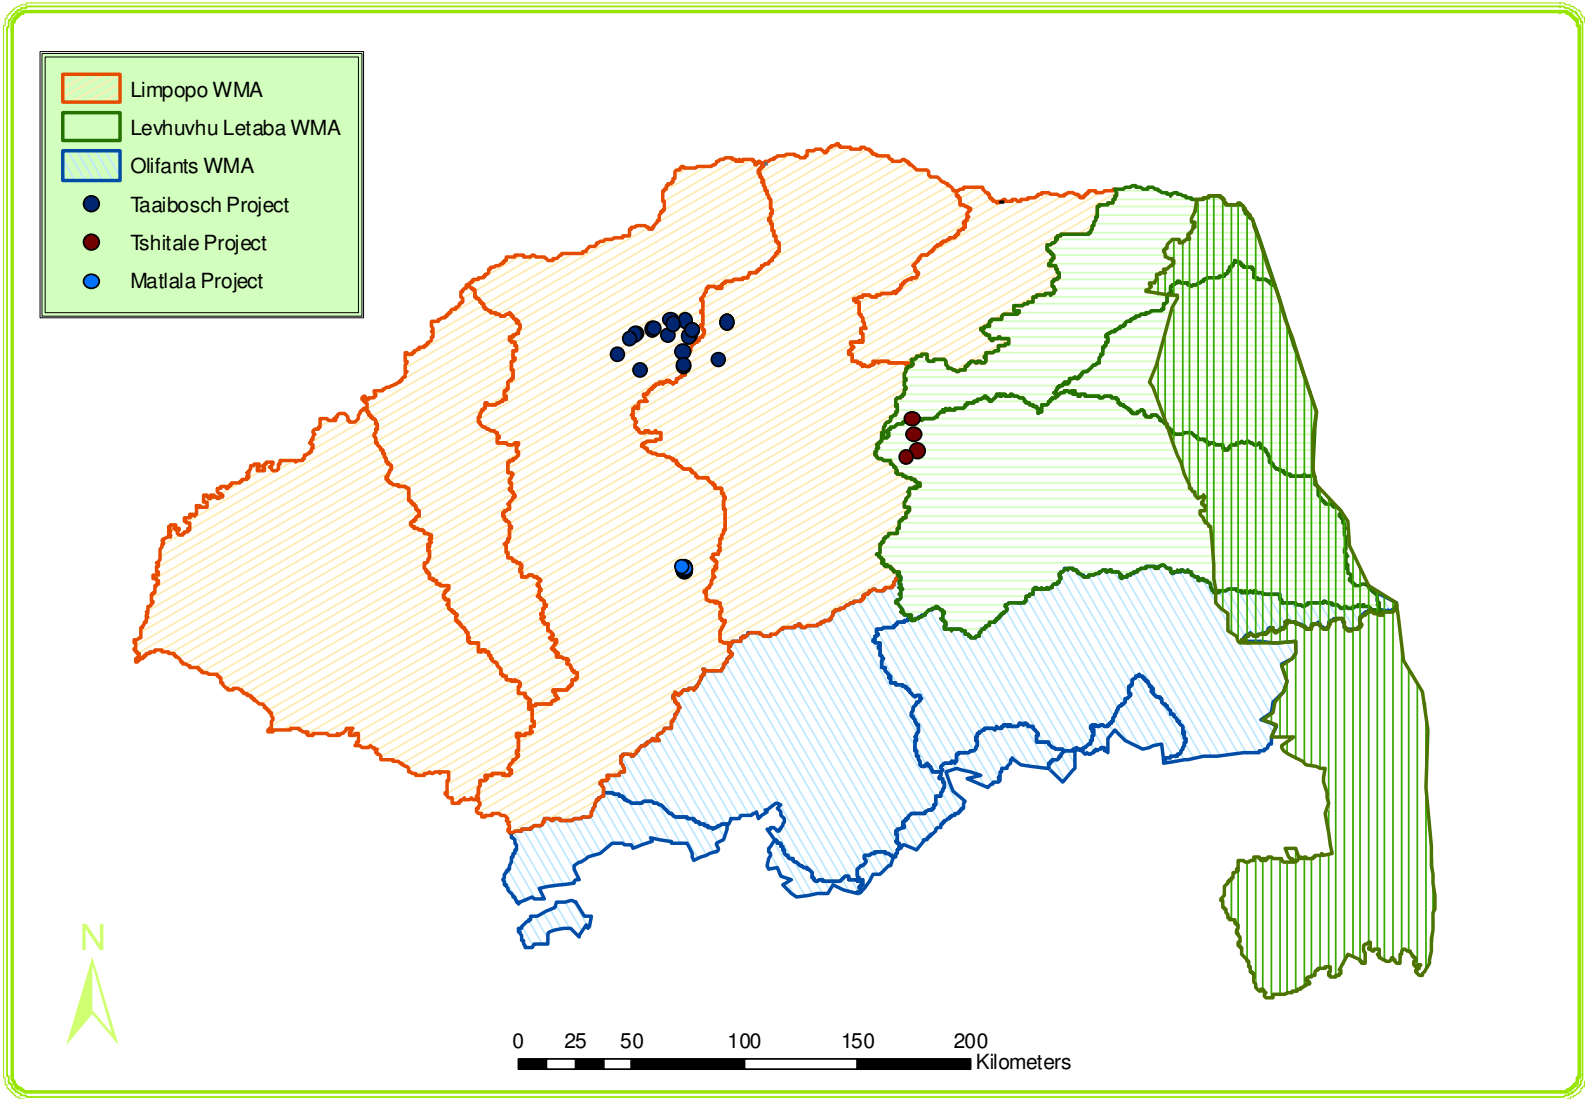 Limpopo WMA
Levhuvhu Letaba WMA
Olifants WMA
Taaibosch Project
Tshitale Project
Matlala Project
N
0 25 50 100 150 200
Kilometers